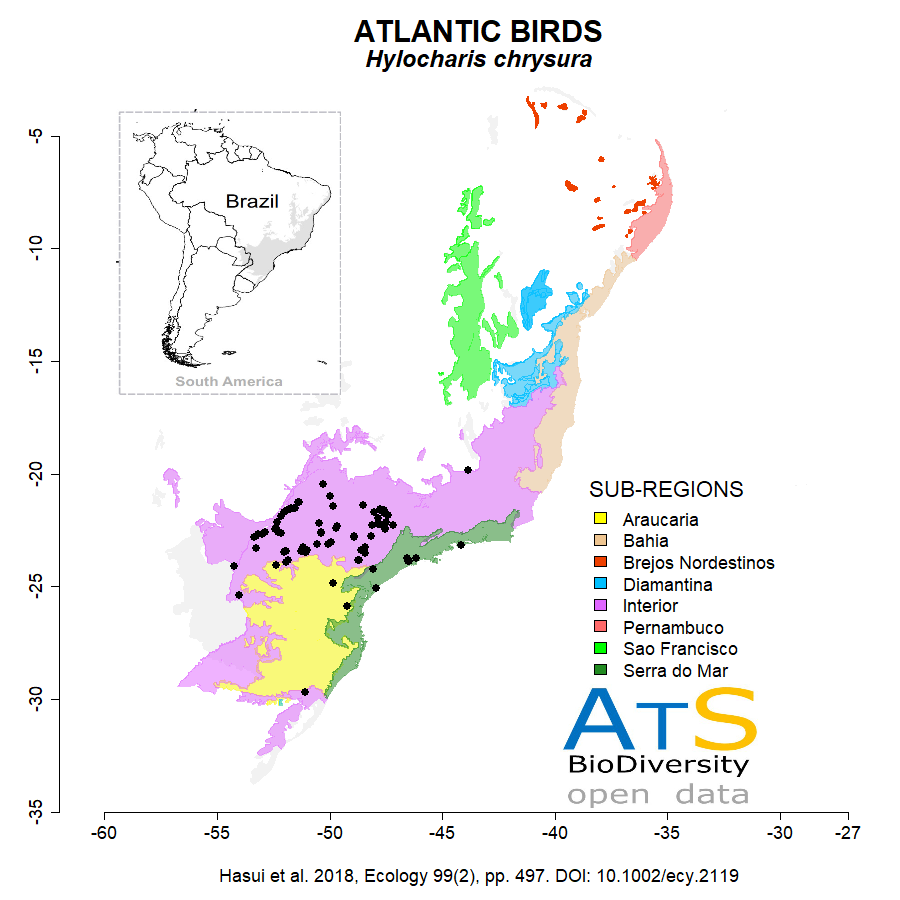 ATLANTIC BIRDS
Hylocharis chrysura
Brazil
South America
-5
-10
-15
-20
-25
-30
-35
SUB-REGIONS
Araucaria
Bahia
Brejos Nordestinos
Diamantina
Interior
Pernambuco
Sao Francisco
Serra do Mar
ATS
BioDiversity
open data
-60 -55 -50 -45 -40 -35 -30 -27
Hasui et al. 2018, Ecology 99(2), pp. 497. DOI: 10.1002/ecy.2119